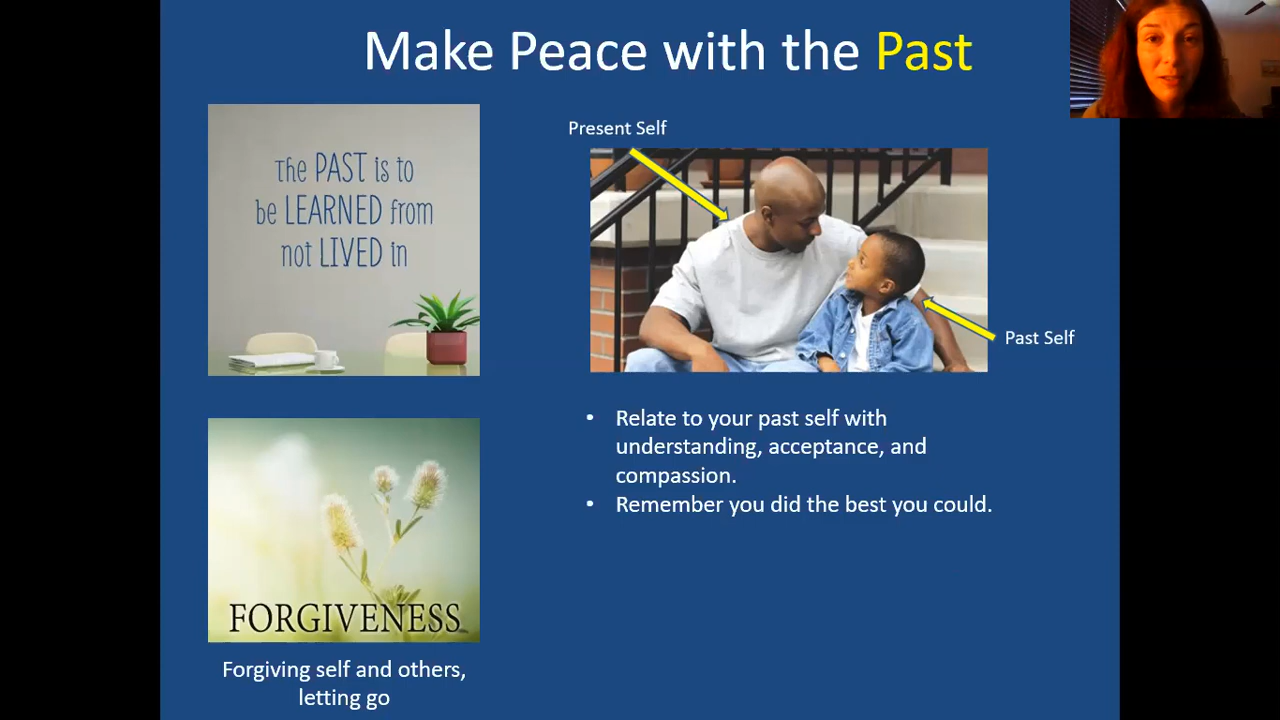 Make Peace with the Past
The PAST is to
be LEARNED from
not LIVED in
FORGIVENESS
Forgiving self and others,
letting go
Present Self
Past Self
• Relate to your past self with
understanding, acceptance, and
compassion.
• Remember you did the best you could.